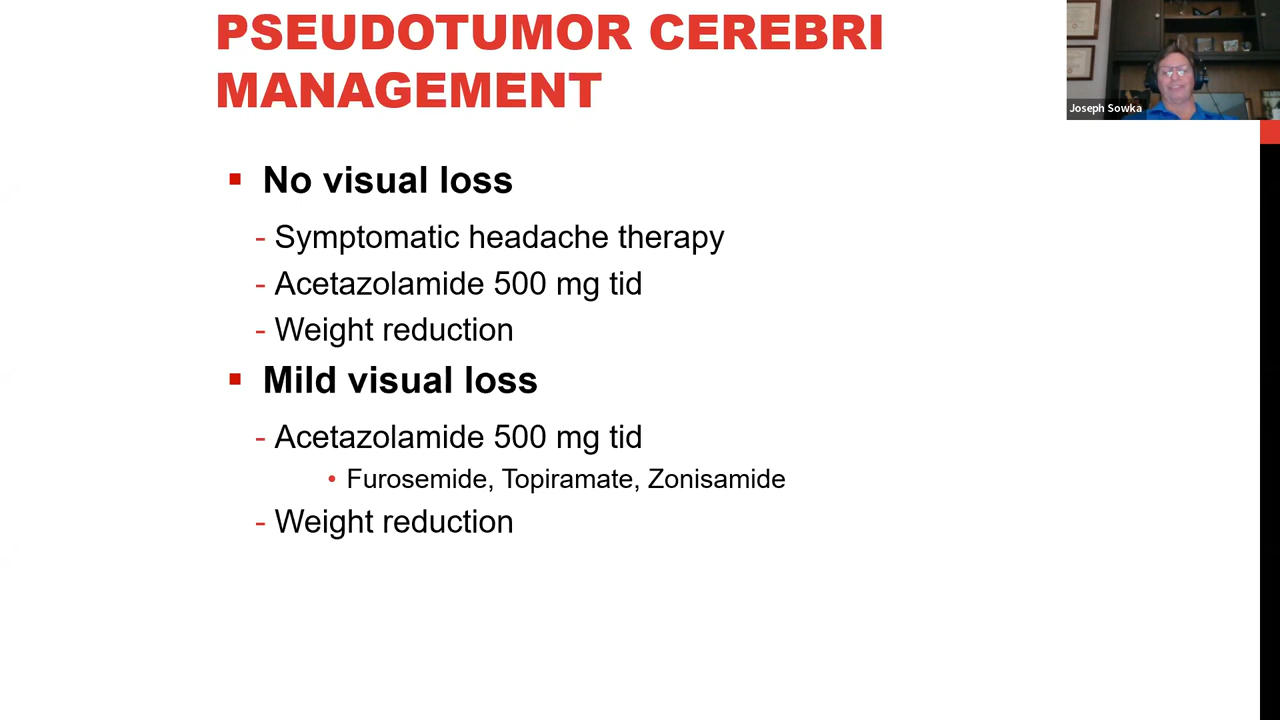 PSEUDOTUMOR CEREBRI
MANAGEMENT
Joseph Sowka
▪ No visual loss
- Symptomatic headache therapy
- Acetazolamide 500 mg tid
- Weight reduction
▪ Mild visual loss
- Acetazolamide 500 mg tid
• Furosemide, Topiramate, Zonisamide
- Weight reduction